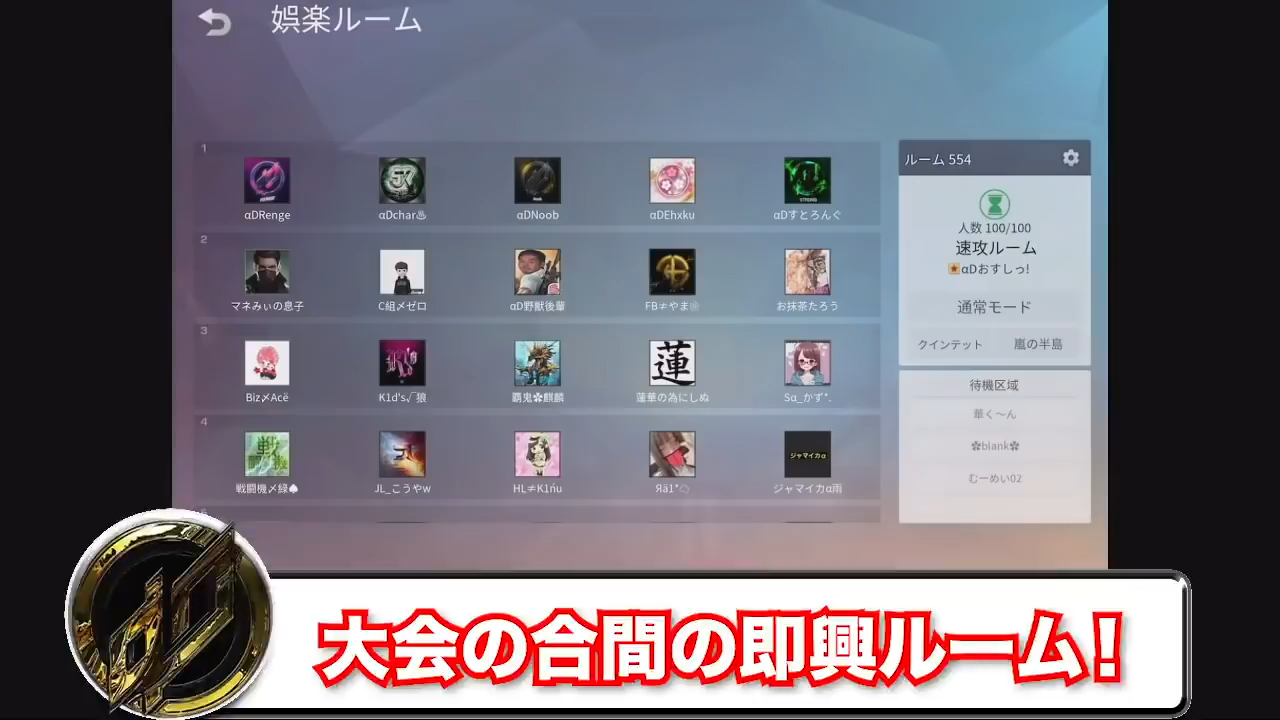 娯楽ルーム
1
αDRenge
αDchar♨
αDNoob
αDEhxku
αDすとろんぐ
2
マネみぃの息子
C組〆ゼロ
αD野獣後輩
FB≠やま
お抹茶たろう
3
Biz〆Acë
K1d's√狼
覇鬼✿麒麟
蓮
蓮華の為にしぬ
Sα_かず*.
4
戦闘機〆緑♠
JL_こうやw
HL≠K1ńu
Яä1*
ジャマイカα
ジャマイカα雨
ルーム 554
人数 100/100
速攻ルーム
αDおすしっ!
通常モード
クインテット
嵐の半島
待機区域
華く〜ん
✿blank✿
むーめい02
大会の合間の即興ルーム!